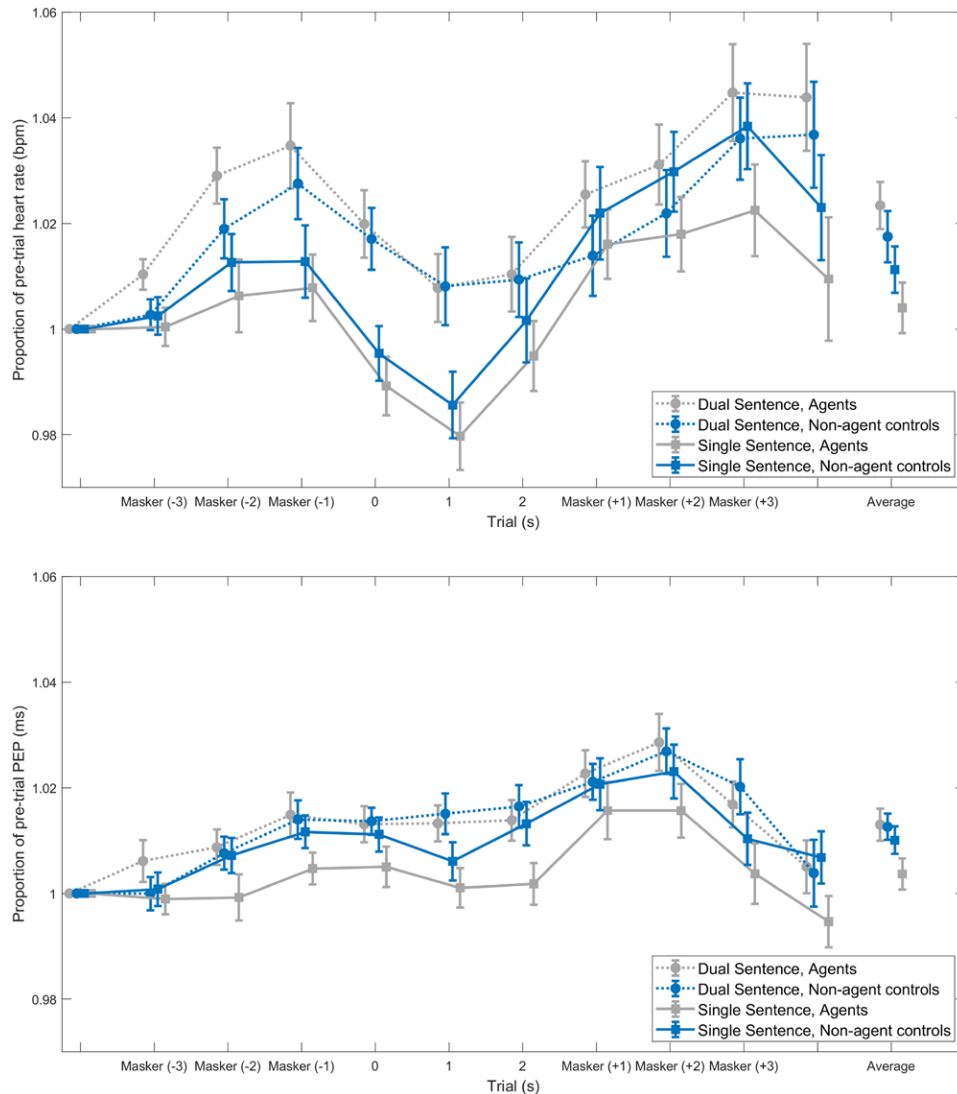 1.06
1.04
1.02
1
0.98
Proportion of pre-trial heart rate (bpm)
Dual Sentence, Agents
Dual Sentence, Non-agent controls
Single Sentence, Agents
Single Sentence, Non-agent controls
Masker (-3) Masker (-2) Masker (-1) 0 1 2 Masker (+1) Masker (+2) Masker (+3) Average
Trial (s)
1.06
1.04
1.02
1
0.98
Proportion of pre-trial PEP (ms)
Dual Sentence, Agents
Dual Sentence, Non-agent controls
Single Sentence, Agents
Single Sentence, Non-agent controls
Masker (-3) Masker (-2) Masker (-1) 0 1 2 Masker (+1) Masker (+2) Masker (+3) Average
Trial (s)